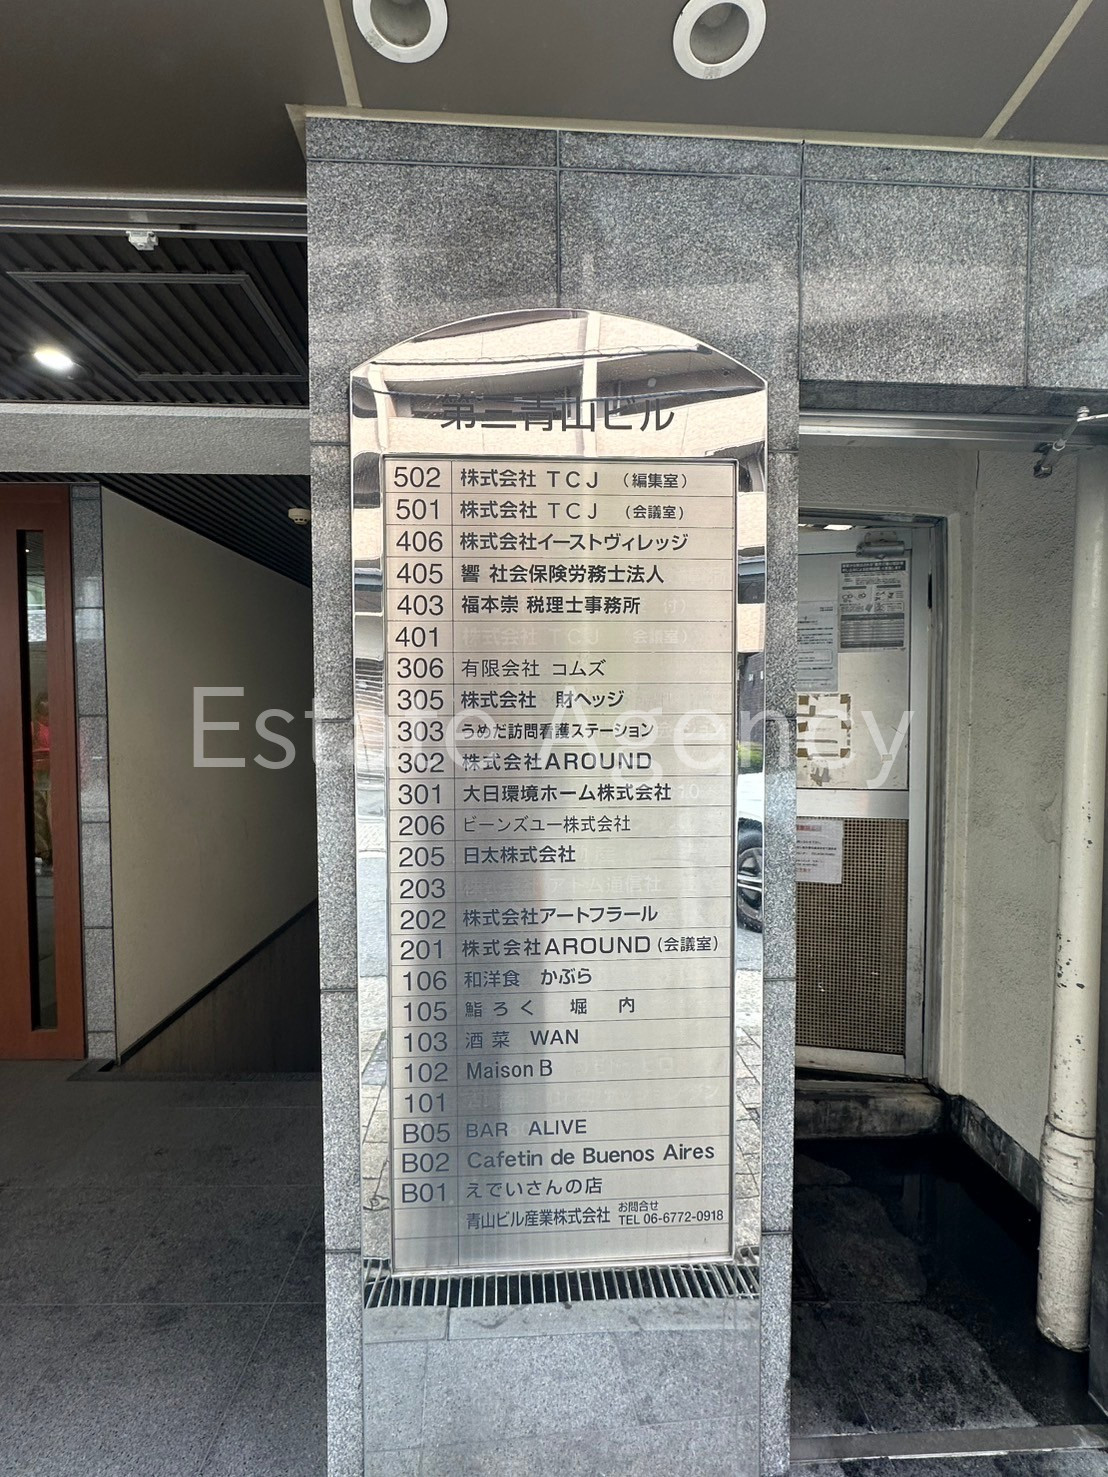 第三青山ビル
502 株式会社 TCJ （編集室）
501 株式会社 TCJ （会議室）
406 株式会社イーストヴィレッジ
405 響 社会保険労務士法人
403 福本崇 税理士事務所
401
306 有限会社 コムズ
305 株式会社 財ヘッジ
303 うめだ訪問看護ステーション
302 株式会社AROUND
301 大日環境ホーム株式会社
206 ビーンズユー株式会社
205 日太株式会社
203
202 株式会社アートフラール
201 株式会社AROUND（会議室）
106 和洋食 かぶら
105 鮨ろく 堀 内
103 酒菜 WAN
102 Maison B
101
B05 BAR ALIVE
B02 Cafetin de Buenos Aires
B01 えでいさんの店
青山ビル産業株式会社 お問合せ TEL 06-6772-0918
Estate Agency